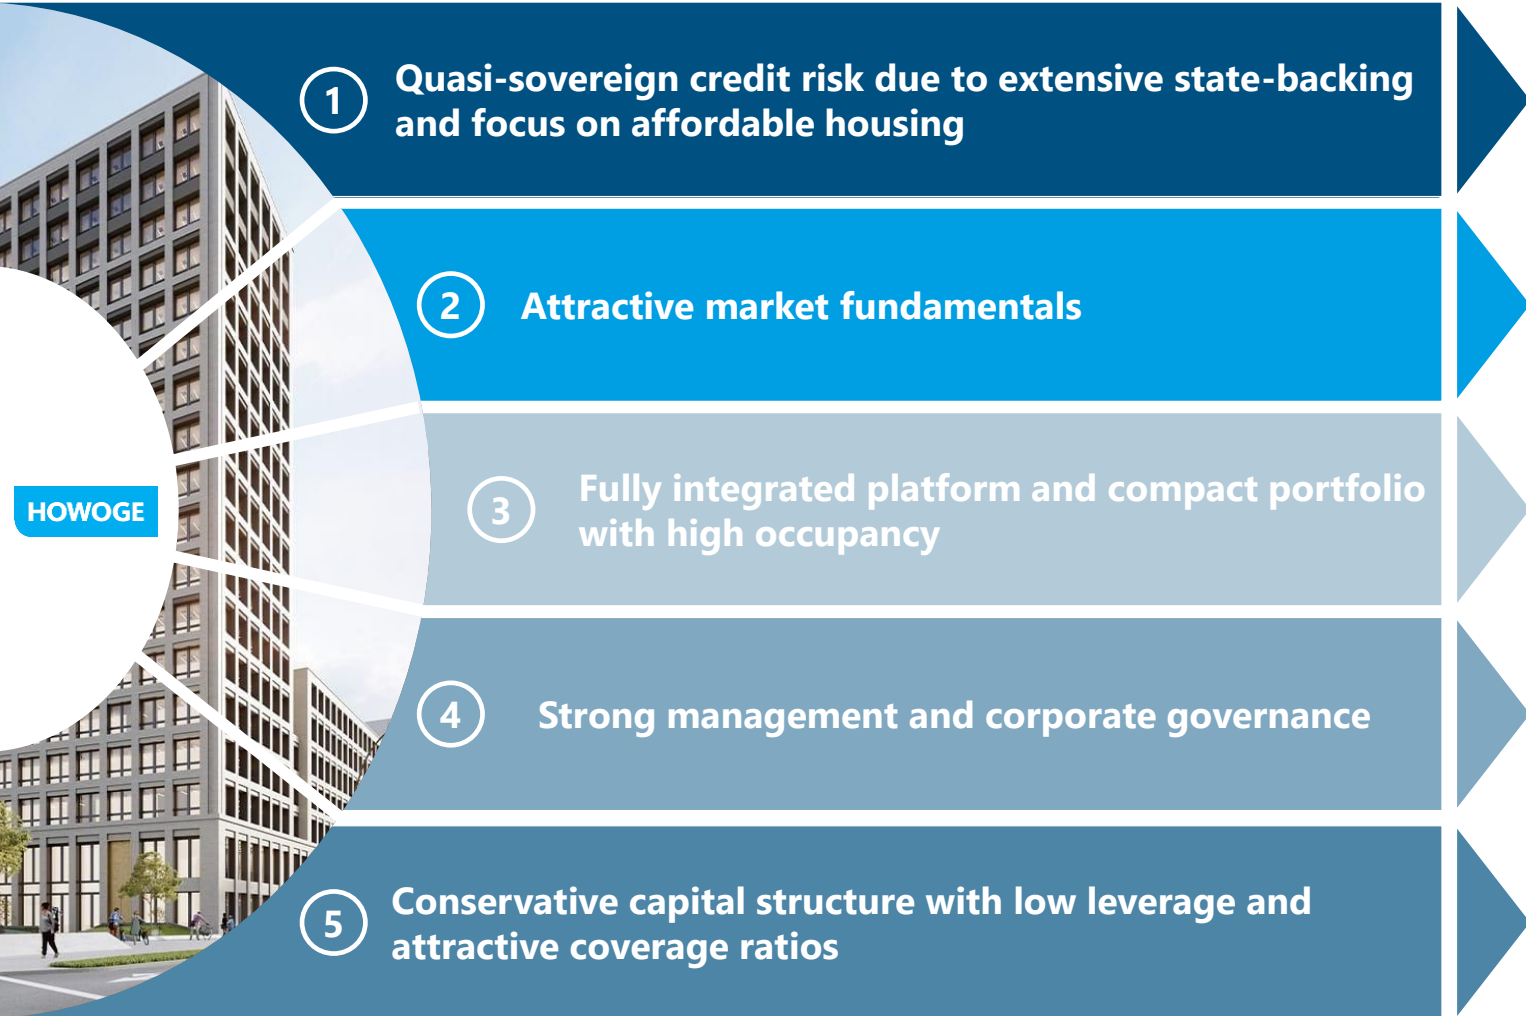 1
Quasi-sovereign credit risk due to extensive state-backing
and focus on affordable housing
2
Attractive market fundamentals
HOWOGE
3
Fully integrated platform and compact portfolio
with high occupancy
4
Strong management and corporate governance
5
Conservative capital structure with low leverage and
attractive coverage ratios